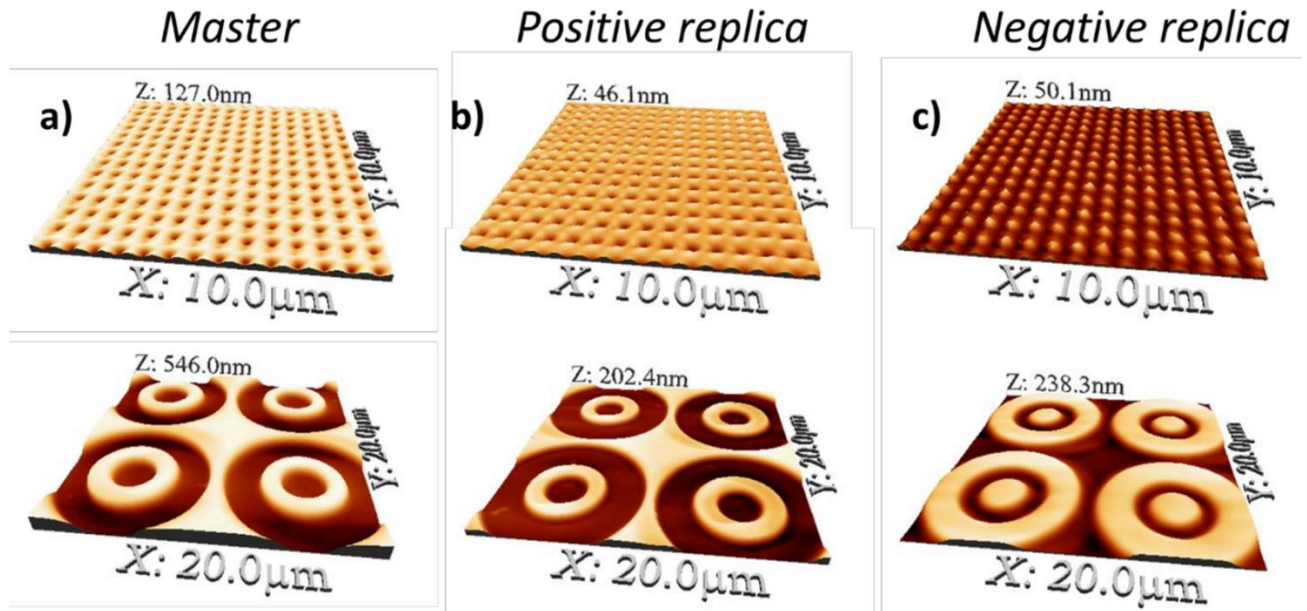 Master
Positive replica
Negative replica
a)
Z: 127.0nm
Y: 10.0µm
X: 10.0µm
b)
Z: 46.1nm
Y: 10.0µm
X: 10.0µm
c)
Z: 50.1nm
Y: 10.0µm
X: 10.0µm
Z: 546.0nm
Y: 20.0µm
X: 20.0µm
Z: 202.4nm
Y: 20.0µm
X: 20.0µm
Z: 238.3nm
Y: 20.0µm
X: 20.0µm